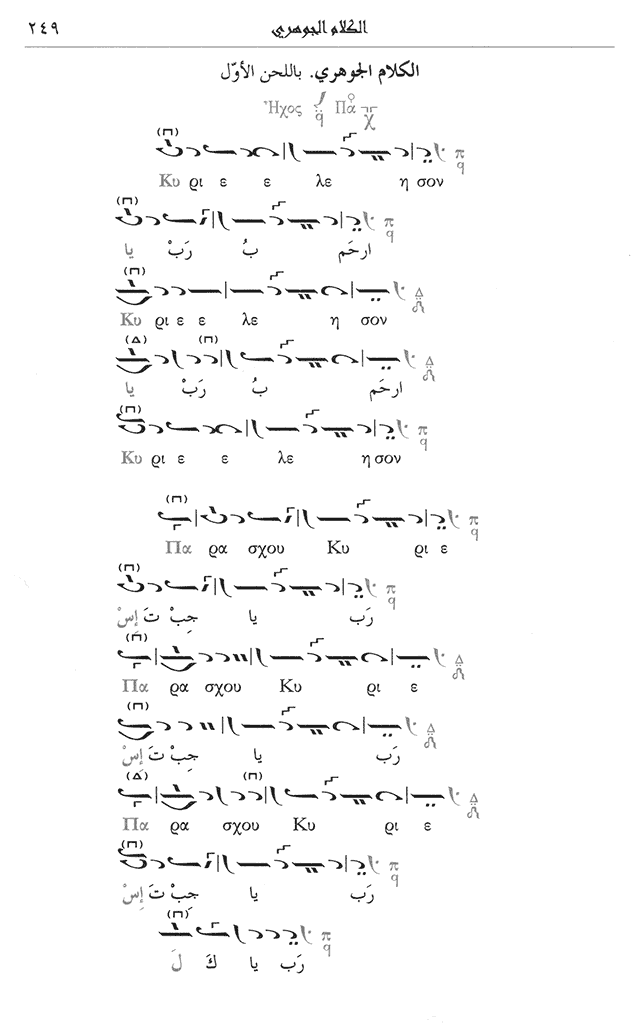 الكلام الجوهري ٢٤٩
الكلام الجوهري. باللحن الأوّل
Ἦχος Πα
(Π)
Κυ ρι ε ε λε η σον
(Π)
يا رَبْ بُ ارحَم
(Π)
Κυ ρι ε ε λε η σον
(Δ) (Π)
يا رَبْ بُ ارحَم
(Π)
Κυ ρι ε ε λε η σον
(Π)
Πα ρα σχου Κυ ρι ε
(Π)
إسْ تَ جِبْ يا رَب
(Π)
Πα ρα σχου Κυ ρι ε
(Π)
إسْ تَ جِبْ يا رَب
(Δ) (Π)
Πα ρα σχου Κυ ρι ε
(Π)
إسْ تَ جِبْ يا رَب
(Π)
لَ كَ يا رَب